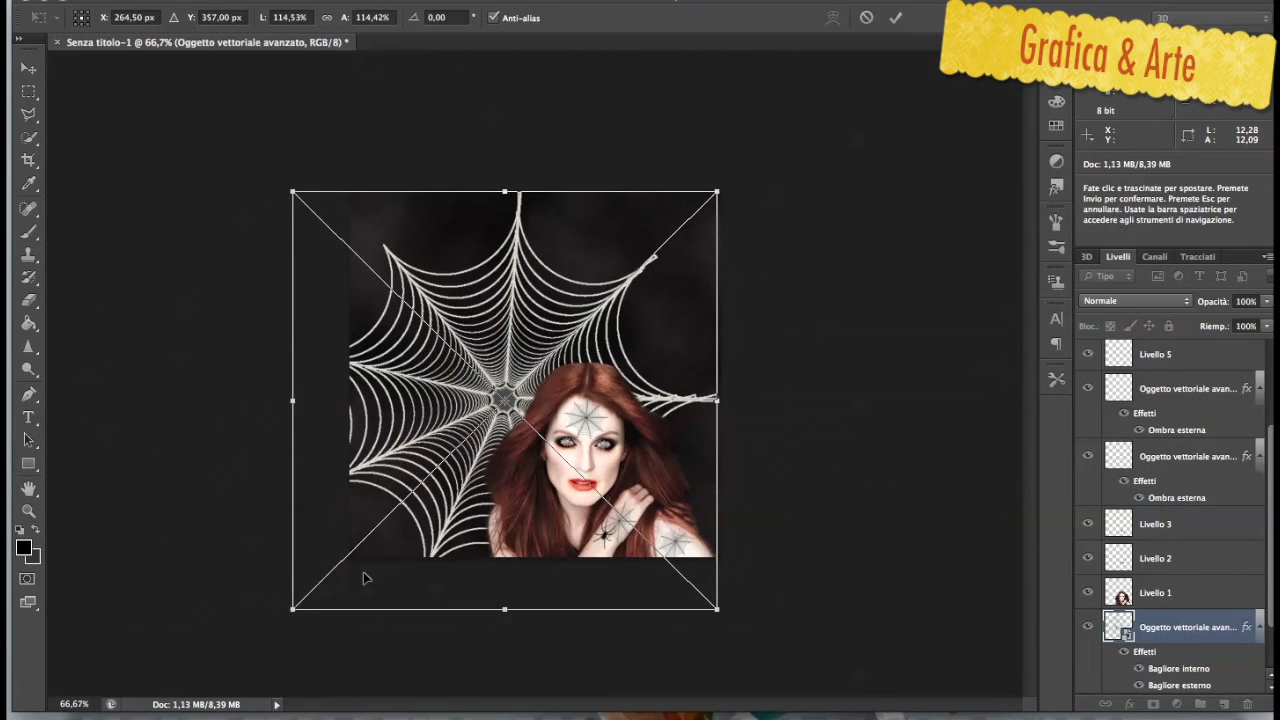 X: 264,50 px Y: 357,00 px L: 114,53% A: 114,42% 0,00 ° Anti-alias
3D
Grafica & Arte
× Senza titolo-1 @ 66,7% (Oggetto vettoriale avanzato, RGB/8) *
8 bit
X: L: 12,28
Y: A: 12,09
Doc: 1,13 MB/8,39 MB
Fate clic e trascinate per spostare. Premete
Invio per confermare. Premete Esc per
annullare. Usate la barra spaziatrice per
accedere agli strumenti di navigazione.
3D Livelli Canali Tracciati
Tipo
Normale Opacità: 100%
Bloc.: Riemp.: 100%
Livello 5
Oggetto vettoriale avan... fx
Effetti
Ombra esterna
Oggetto vettoriale avan... fx
Effetti
Ombra esterna
Livello 3
Livello 2
Livello 1
Oggetto vettoriale avan... fx
Effetti
Bagliore interno
Bagliore esterno
66,67% Doc: 1,13 MB/8,39 MB